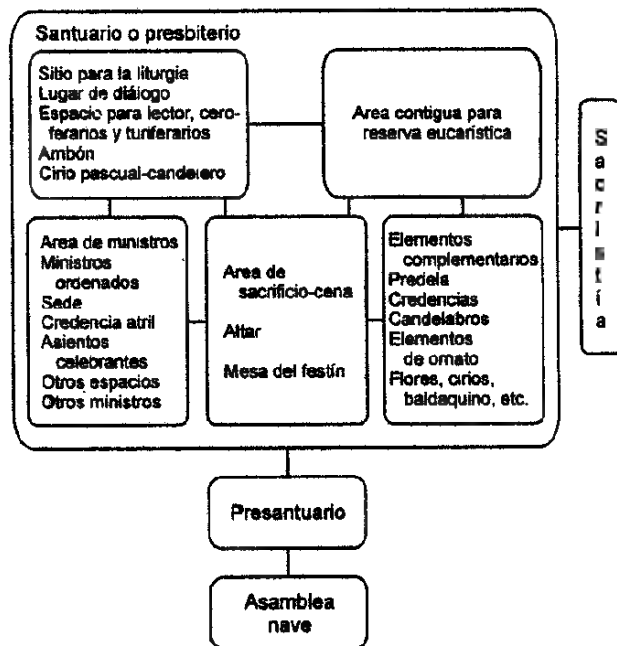 Santuario o presbiterio
Sitio para la liturgia
Lugar de diálogo
Espacio para lector, cero-
ferarios y turiferarios
Ambón
Cirio pascual-candelero
Area contigua para
reserva eucarística
Sacristía
Area de ministros
Ministros
ordenados
Sede
Credencia atril
Asientos
celebrantes
Otros espacios
Otros ministros
Area de
sacrificio-cena
Altar
Mesa del festín
Elementos
complementarios
Predela
Credencias
Candelabros
Elementos
de ornato
Flores, cirios,
baldaquino, etc.
Presantuario
Asamblea
nave